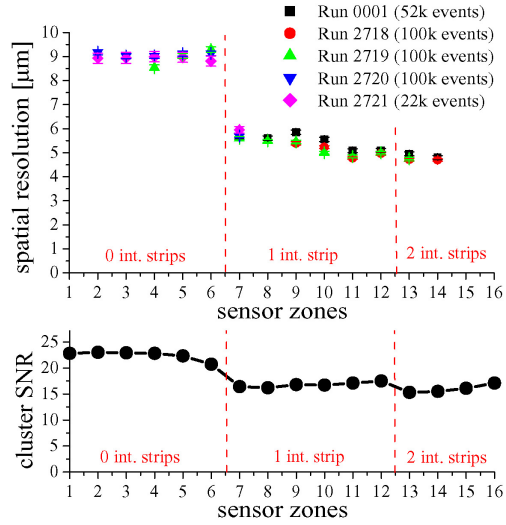 Run 0001 (52k events)
Run 2718 (100k events)
Run 2719 (100k events)
Run 2720 (100k events)
Run 2721 (22k events)
10
9
8
7
6
5
4
3
2
1
0
spatial resolution [µm]
0 int. strips
1 int. strip
2 int. strips
1 2 3 4 5 6 7 8 9 10 11 12 13 14 15 16
sensor zones
25
20
15
10
5
0
cluster SNR
0 int. strips
1 int. strip
2 int. strips
1 2 3 4 5 6 7 8 9 10 11 12 13 14 15 16
sensor zones